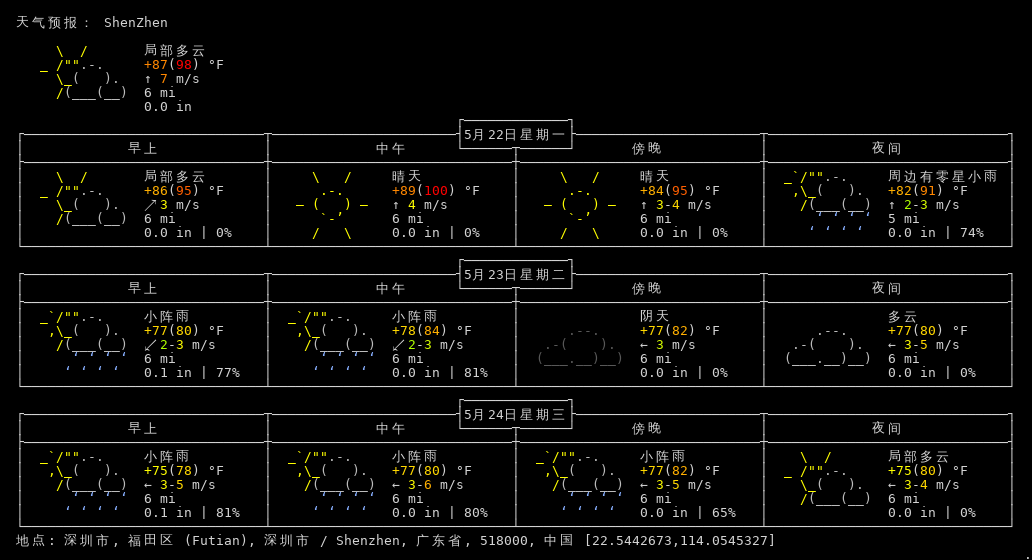 天气预报: ShenZhen
局部多云
+87(98) °F
↑ 7 m/s
6 mi
0.0 in
5月22日星期一
早上 中午 傍晚 夜间
局部多云 晴天 晴天 周边有零星小雨
+86(95) °F +89(100) °F +84(95) °F +82(91) °F
↗ 3 m/s ↑ 4 m/s ↑ 3-4 m/s ↑ 2-3 m/s
6 mi 6 mi 6 mi 5 mi
0.0 in | 0% 0.0 in | 0% 0.0 in | 0% 0.0 in | 74%
5月23日星期二
早上 中午 傍晚 夜间
小阵雨 小阵雨 阴天 多云
+77(80) °F +78(84) °F +77(82) °F +77(80) °F
↙ 2-3 m/s ↙ 2-3 m/s ← 3 m/s ← 3-5 m/s
6 mi 6 mi 6 mi 6 mi
0.1 in | 77% 0.0 in | 81% 0.0 in | 0% 0.0 in | 0%
5月24日星期三
早上 中午 傍晚 夜间
小阵雨 小阵雨 小阵雨 局部多云
+75(78) °F +77(80) °F +77(82) °F +75(80) °F
← 3-5 m/s ← 3-6 m/s ← 3-5 m/s ← 3-4 m/s
6 mi 6 mi 6 mi 6 mi
0.1 in | 81% 0.0 in | 80% 0.0 in | 65% 0.0 in | 0%
地点: 深圳市, 福田区 (Futian), 深圳市 / Shenzhen, 广东省, 518000, 中国 [22.5442673,114.0545327]